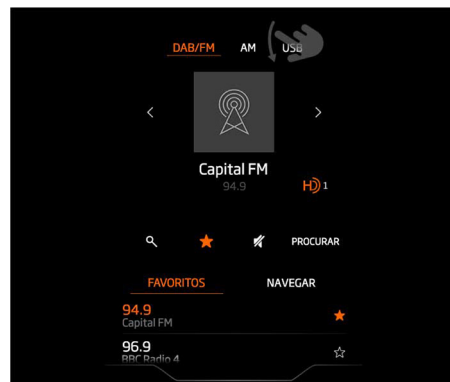 DAB/FM AM USB
Capital FM
94.9
HD 1
PROCURAR
FAVORITOS NAVEGAR
94.9
Capital FM
96.9
BBC Radio 4